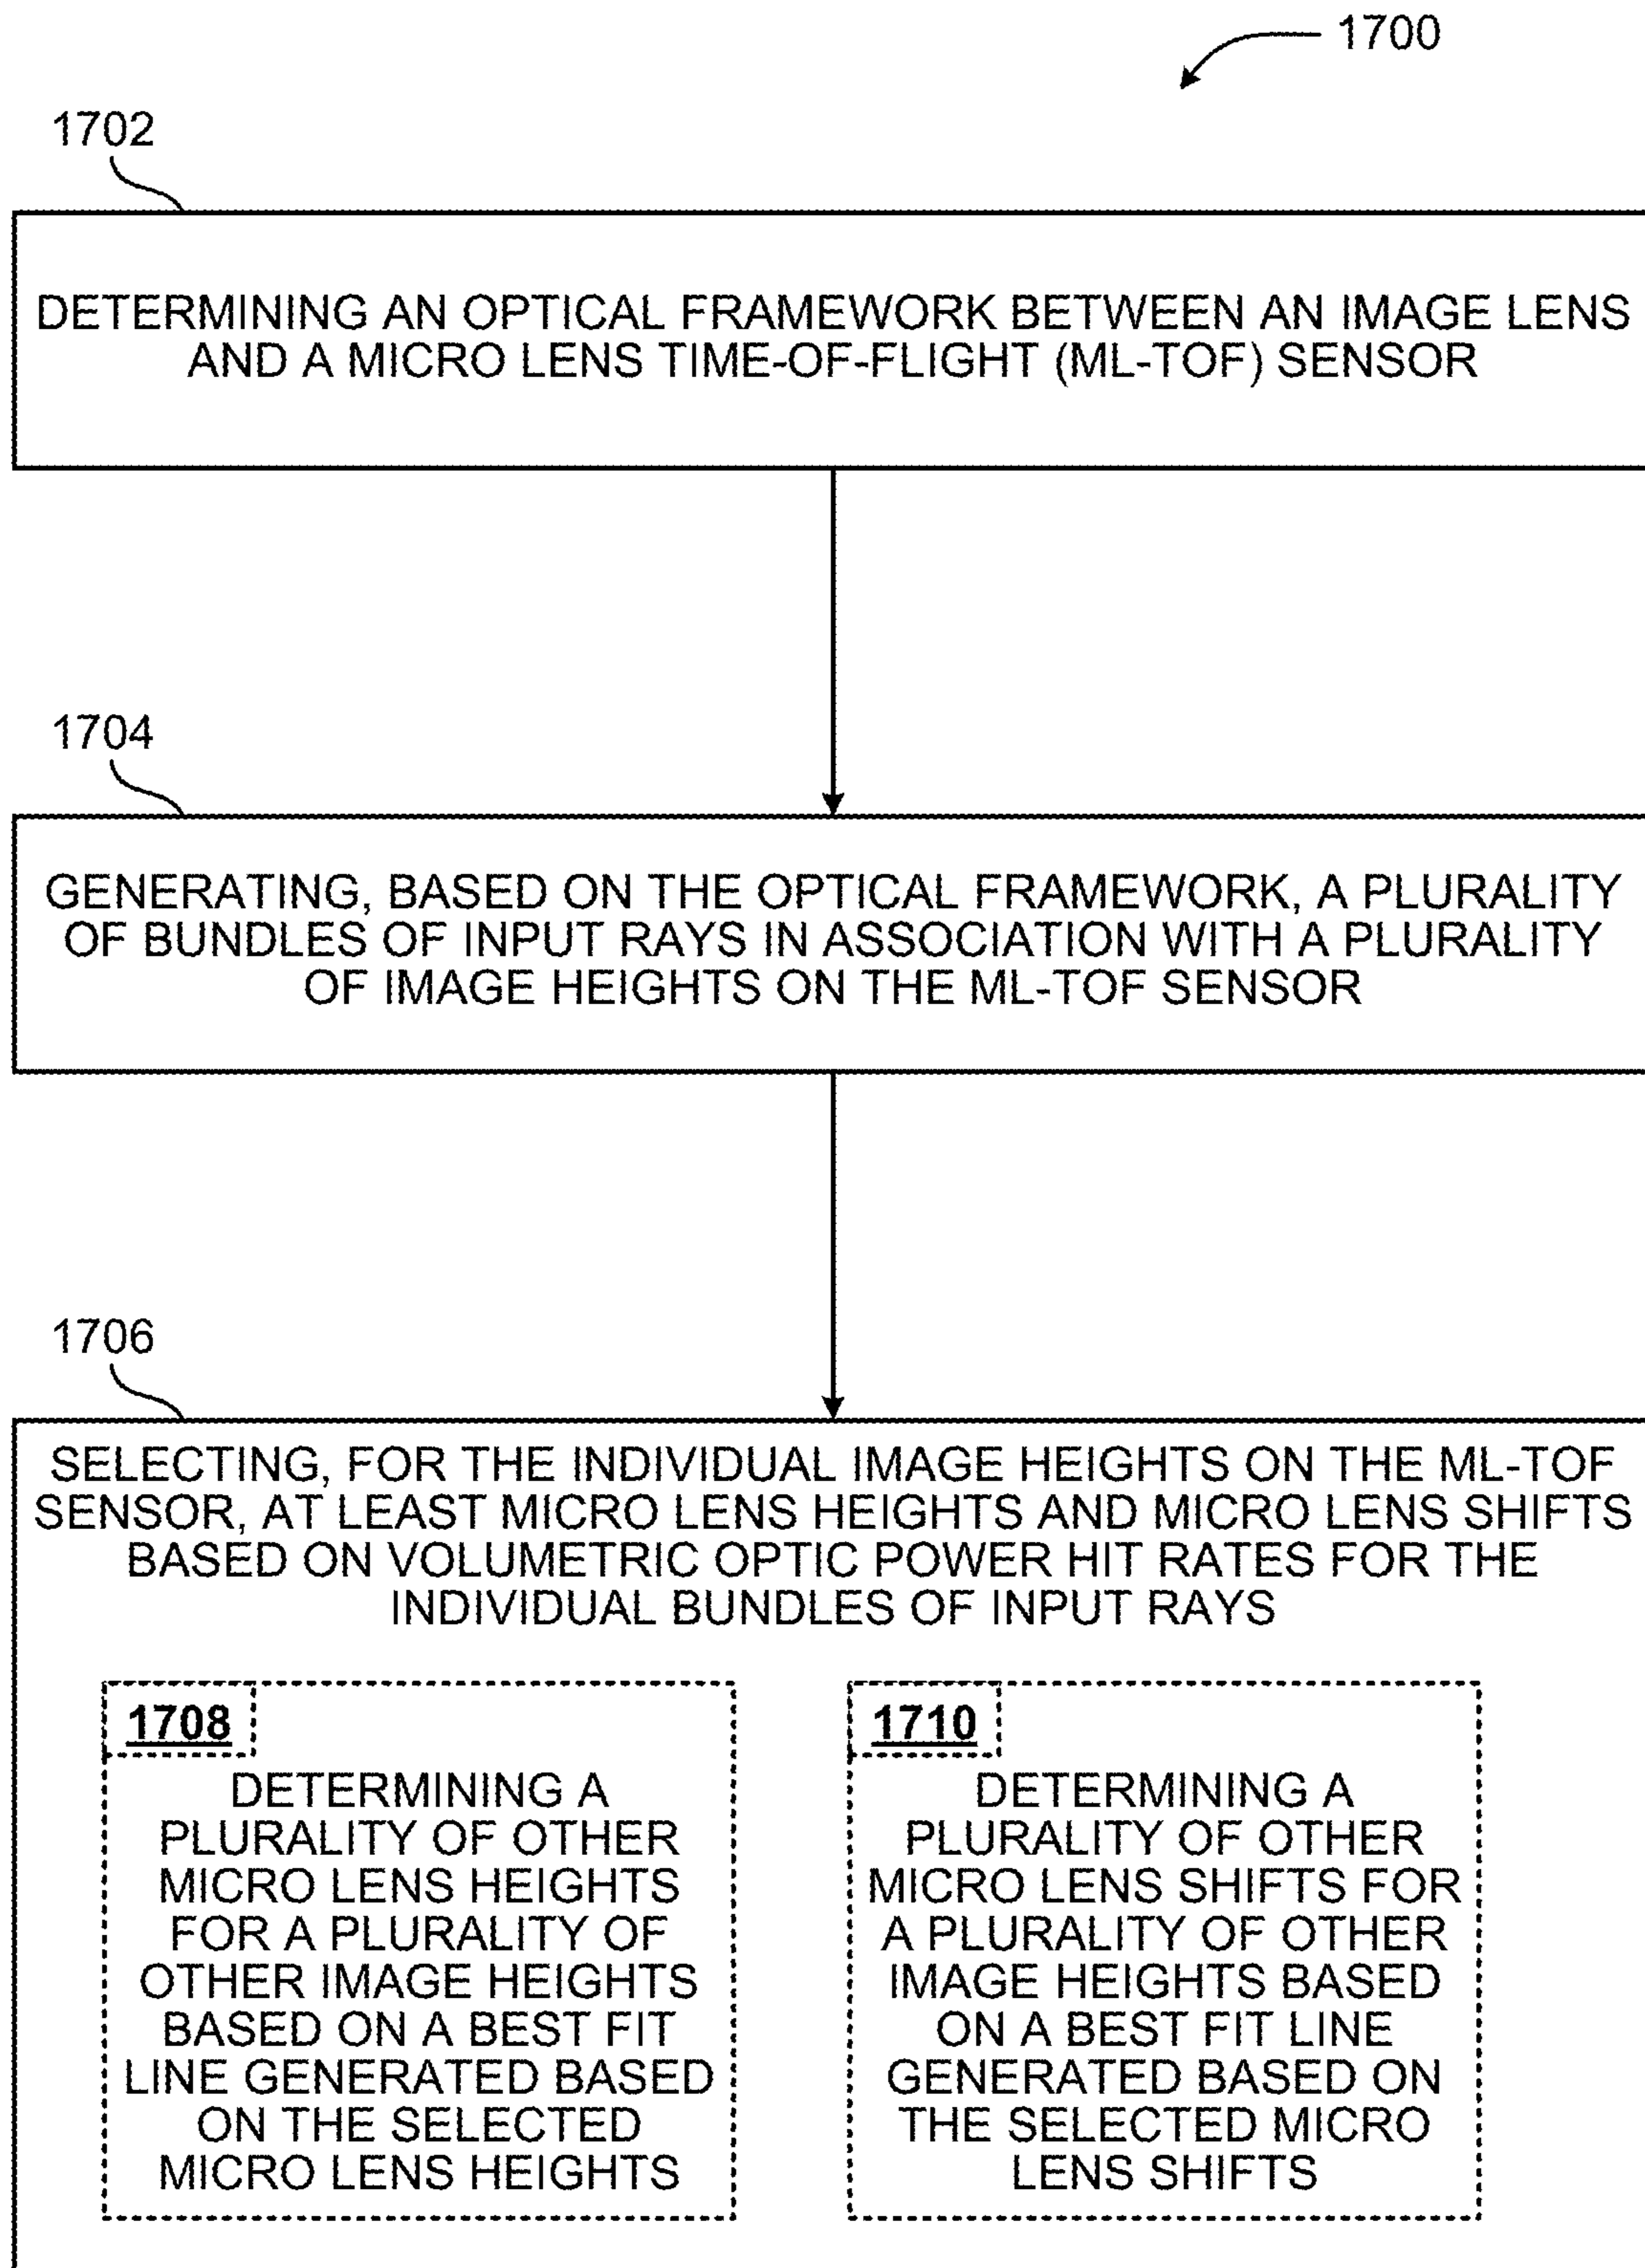 1700
1702
DETERMINING AN OPTICAL FRAMEWORK BETWEEN AN IMAGE LENS
AND A MICRO LENS TIME-OF-FLIGHT (ML-TOF) SENSOR
1704
GENERATING, BASED ON THE OPTICAL FRAMEWORK, A PLURALITY
OF BUNDLES OF INPUT RAYS IN ASSOCIATION WITH A PLURALITY
OF IMAGE HEIGHTS ON THE ML-TOF SENSOR
1706
SELECTING, FOR THE INDIVIDUAL IMAGE HEIGHTS ON THE ML-TOF
SENSOR, AT LEAST MICRO LENS HEIGHTS AND MICRO LENS SHIFTS
BASED ON VOLUMETRIC OPTIC POWER HIT RATES FOR THE
INDIVIDUAL BUNDLES OF INPUT RAYS
1708
DETERMINING A
PLURALITY OF OTHER
MICRO LENS HEIGHTS
FOR A PLURALITY OF
OTHER IMAGE HEIGHTS
BASED ON A BEST FIT
LINE GENERATED BASED
ON THE SELECTED
MICRO LENS HEIGHTS
1710
DETERMINING A
PLURALITY OF OTHER
MICRO LENS SHIFTS FOR
A PLURALITY OF OTHER
IMAGE HEIGHTS BASED
ON A BEST FIT LINE
GENERATED BASED ON
THE SELECTED MICRO
LENS SHIFTS